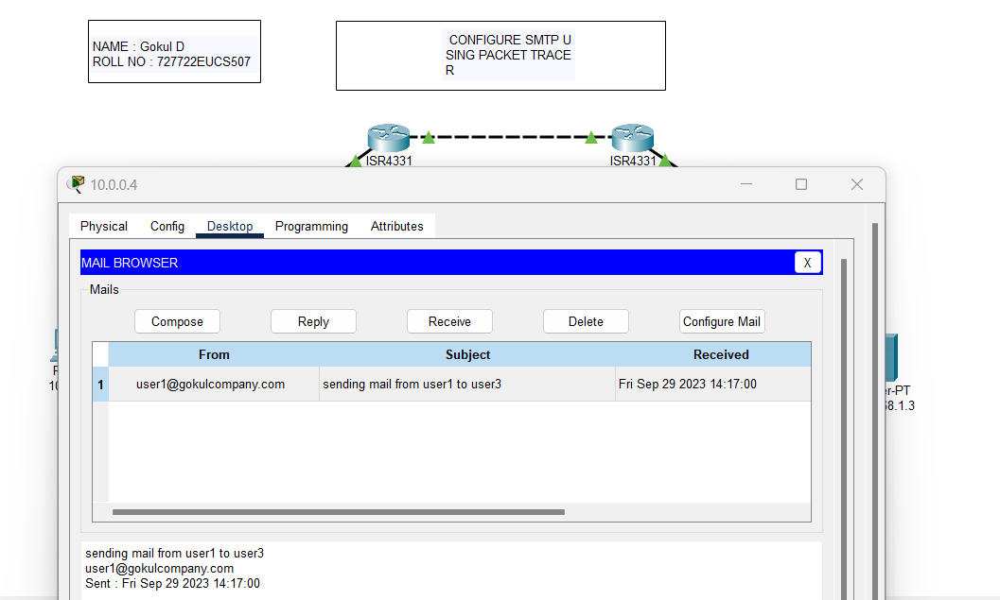 NAME : Gokul D
ROLL NO : 727722EUCS507
CONFIGURE SMTP U
SING PACKET TRACE
R
ISR4331
ISR4331
10.0.0.4
Physical Config Desktop Programming Attributes
MAIL BROWSER X
Mails
Compose Reply Receive Delete Configure Mail
From Subject Received
1 user1@gokulcompany.com sending mail from user1 to user3 Fri Sep 29 2023 14:17:00
sending mail from user1 to user3
user1@gokulcompany.com
Sent : Fri Sep 29 2023 14:17:00
r-PT
8.1.3